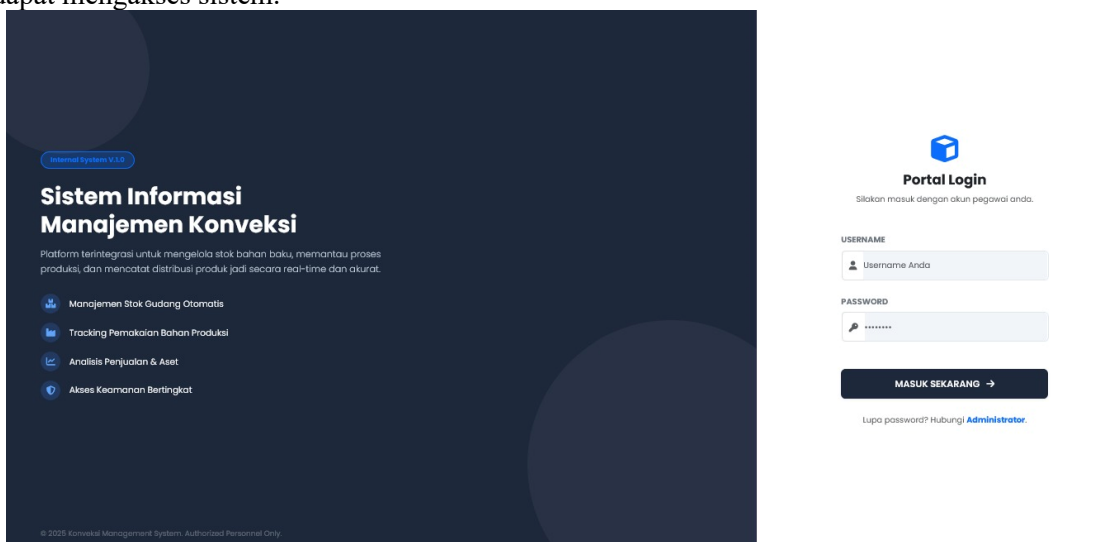 dapat mengakses sistem.
Internal System V.1.0
Sistem Informasi
Manajemen Konveksi
Platform terintegrasi untuk mengelola stok bahan baku, memantau proses
produksi, dan mencatat distribusi produk jadi secara real-time dan akurat.
Manajemen Stok Gudang Otomatis
Tracking Pemakaian Bahan Produksi
Analisis Penjualan & Aset
Akses Keamanan Bertingkat
© 2025 Konveksi Management System. Authorized Personnel Only.
Portal Login
Silakan masuk dengan akun pegawai anda.
USERNAME
Username Anda
PASSWORD
••••••••
MASUK SEKARANG →
Lupa password? Hubungi Administrator.